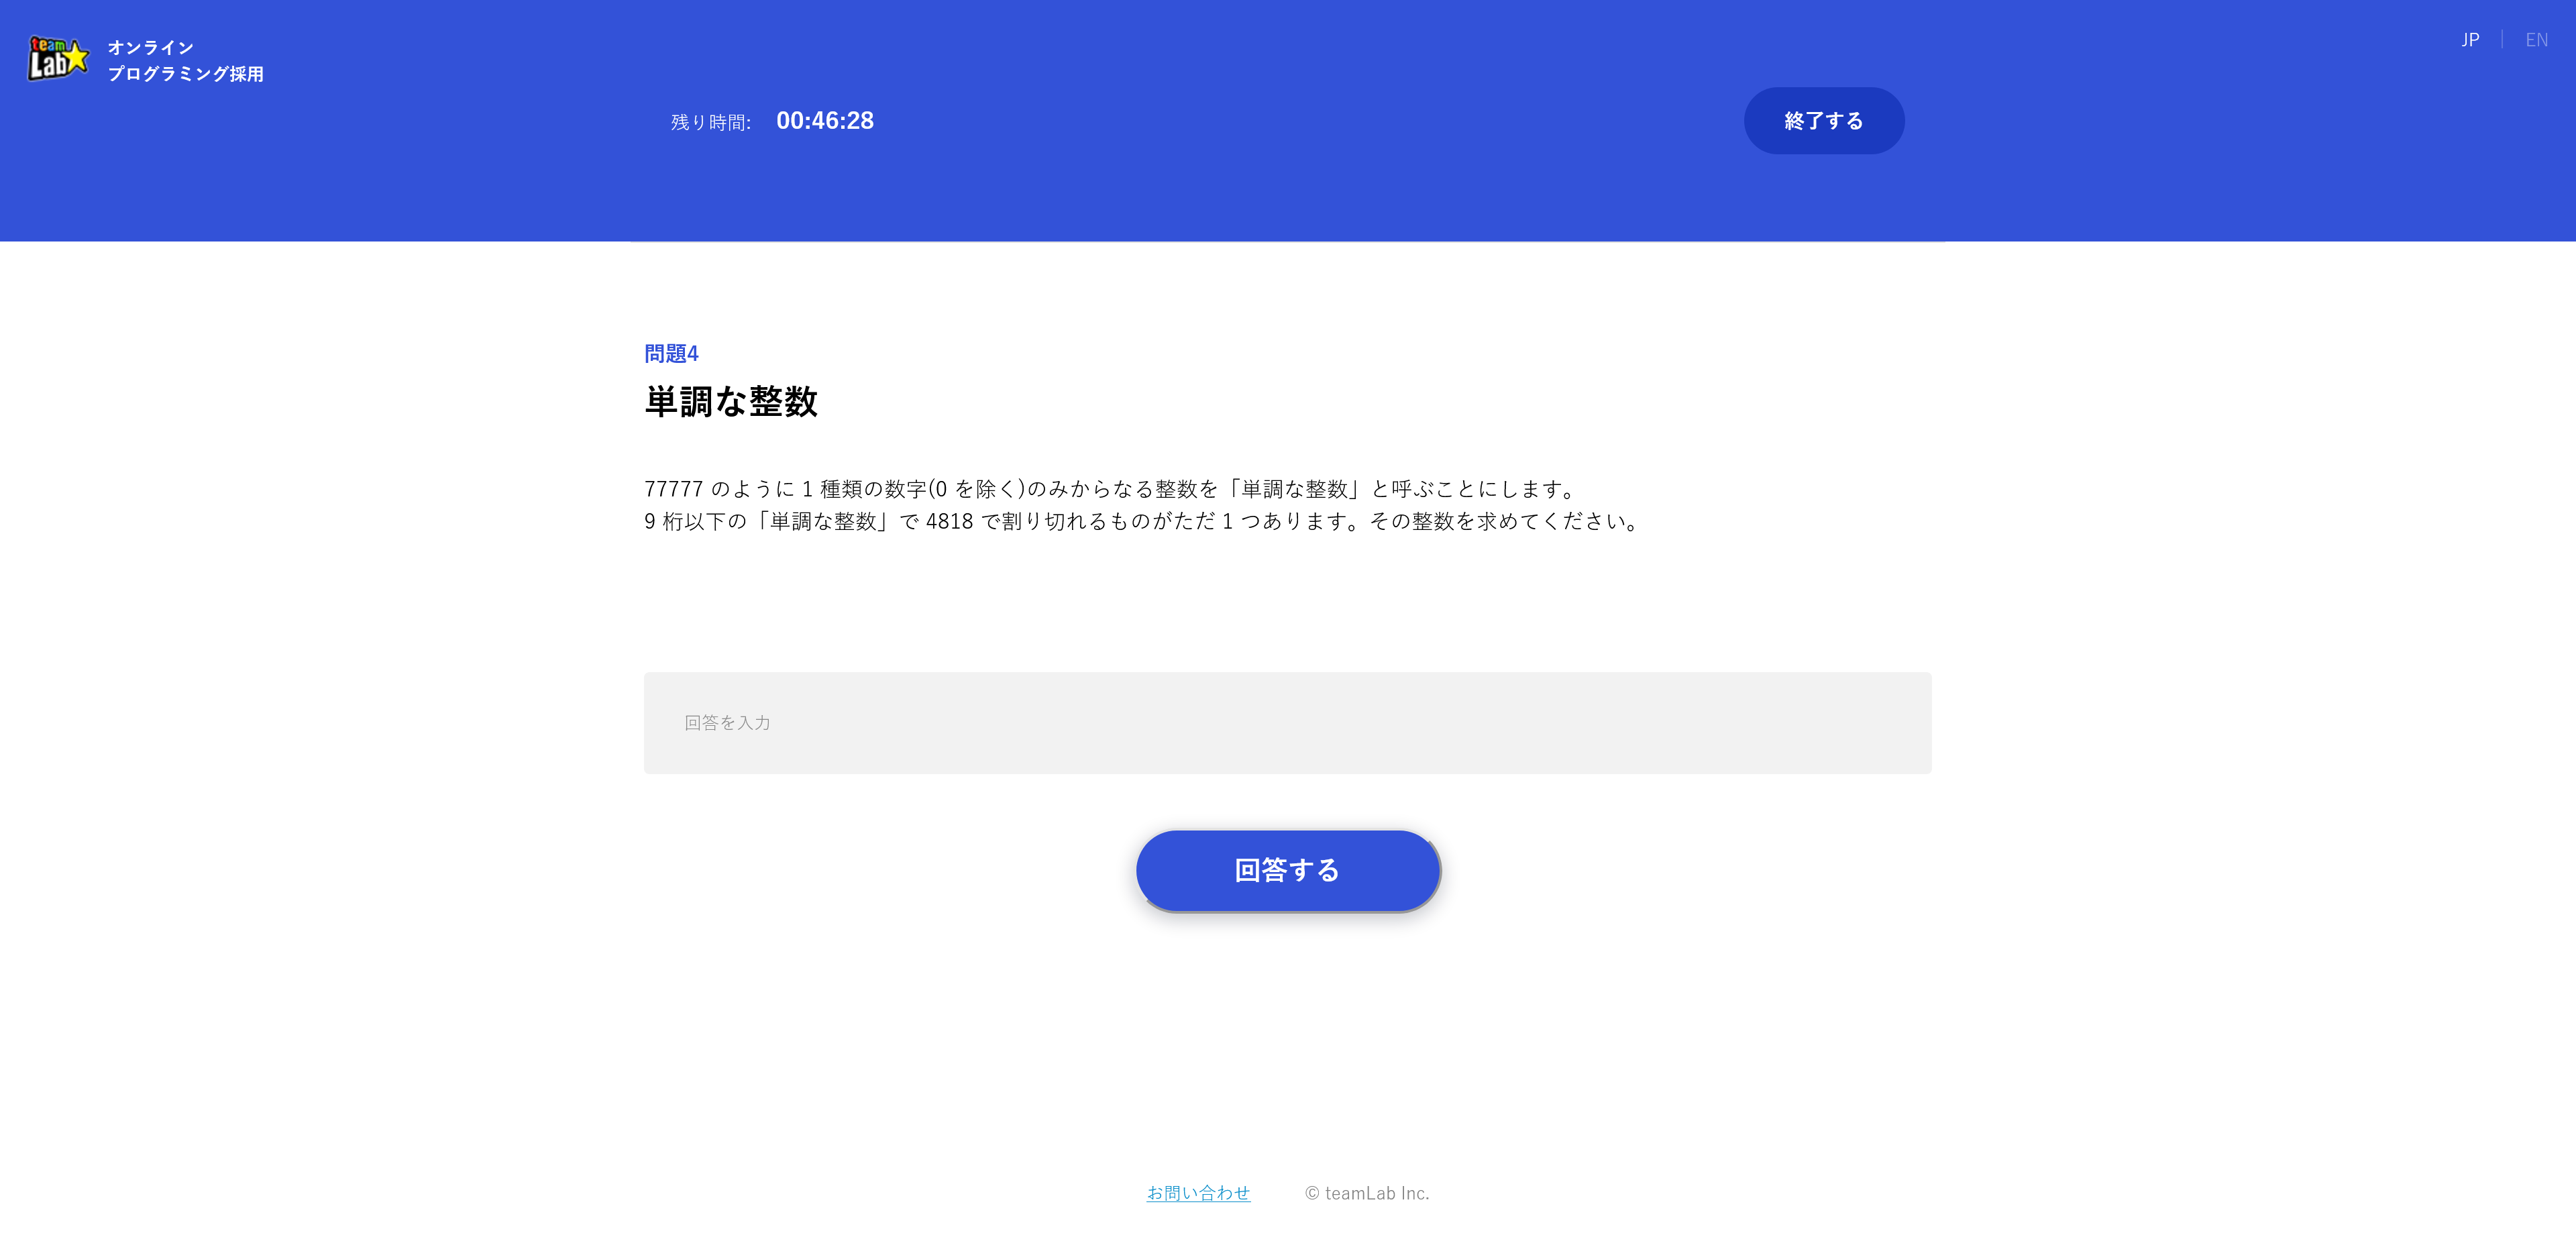 team
Lab
オンライン
プログラミング採用
JP
EN
残り時間:
00:46:28
終了する
問題4
単調な整数
77777 のように 1 種類の数字(0 を除く)のみからなる整数を「単調な整数」と呼ぶことにします。
9 桁以下の「単調な整数」で 4818 で割り切れるものがただ 1 つあります。その整数を求めてください。
回答を入力
回答する
お問い合わせ
© teamLab Inc.